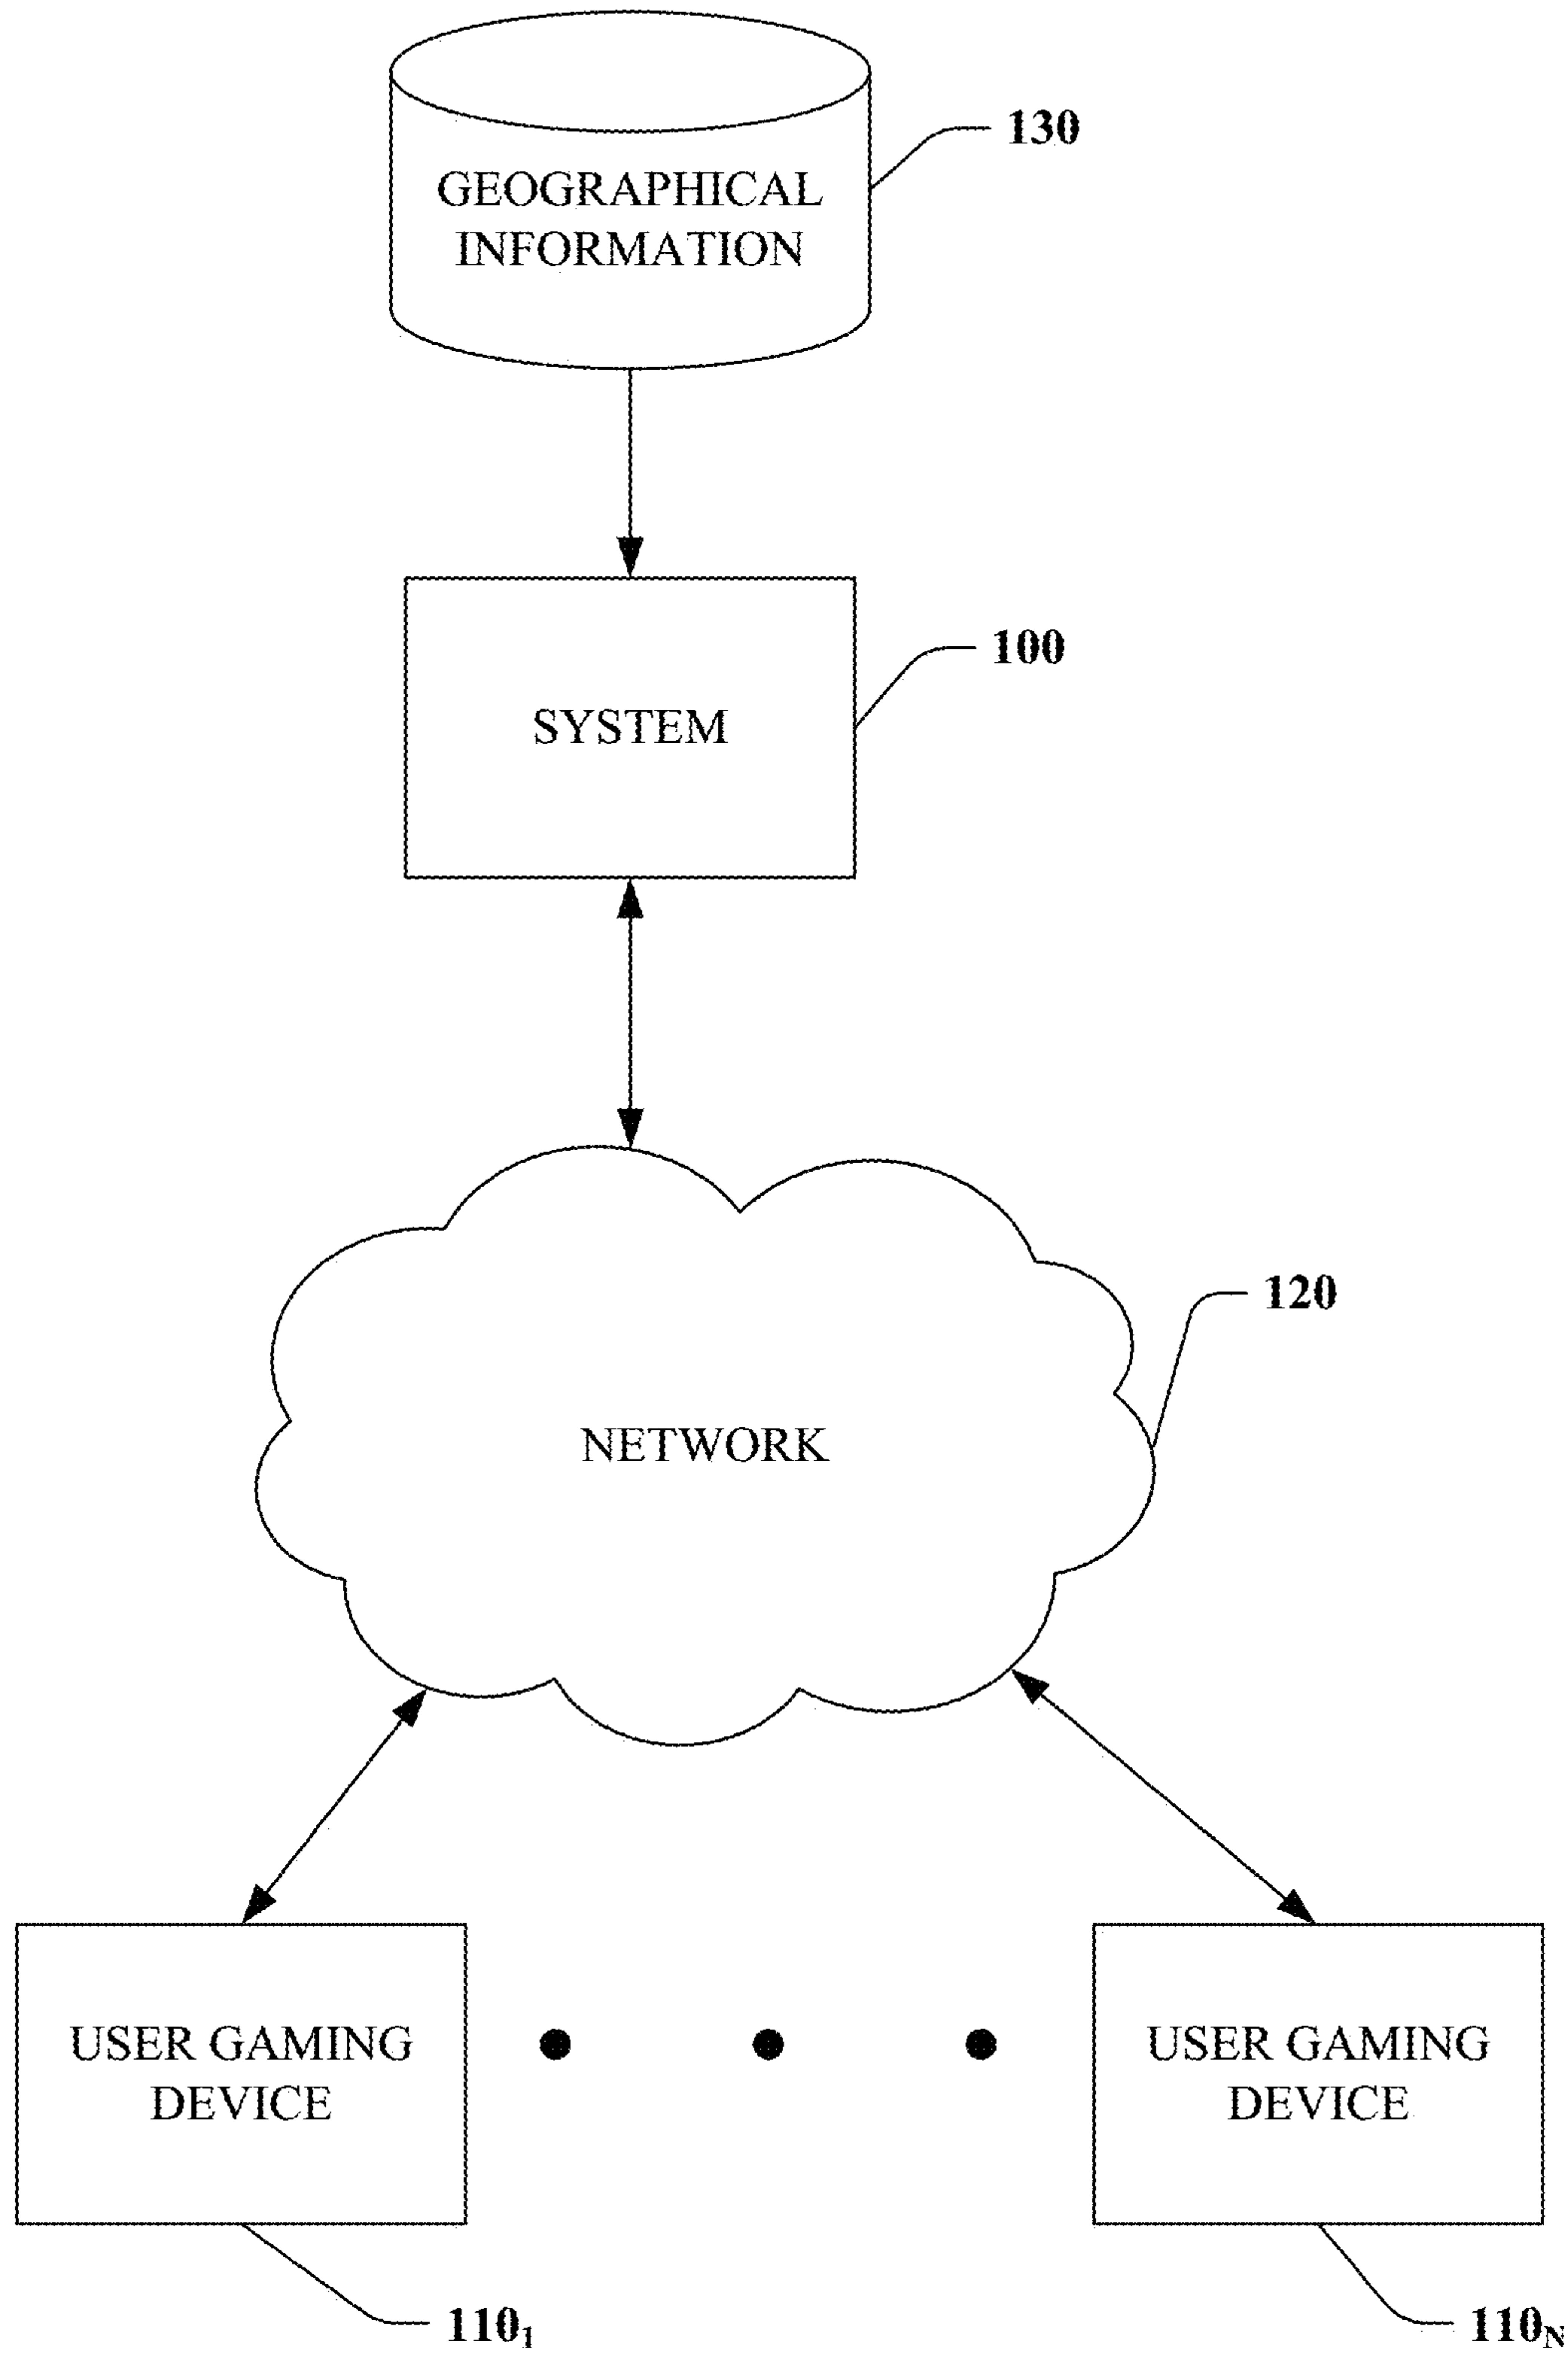 130
GEOGRAPHICAL
INFORMATION
100
SYSTEM
120
NETWORK
USER GAMING
DEVICE
USER GAMING
DEVICE
110₁
110N